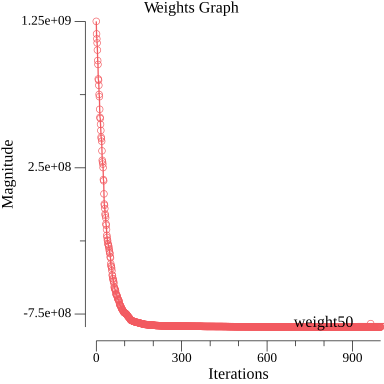 Weights Graph
1.25e+09
2.5e+08
-7.5e+08
Magnitude
weight50
0
300
600
900
Iterations